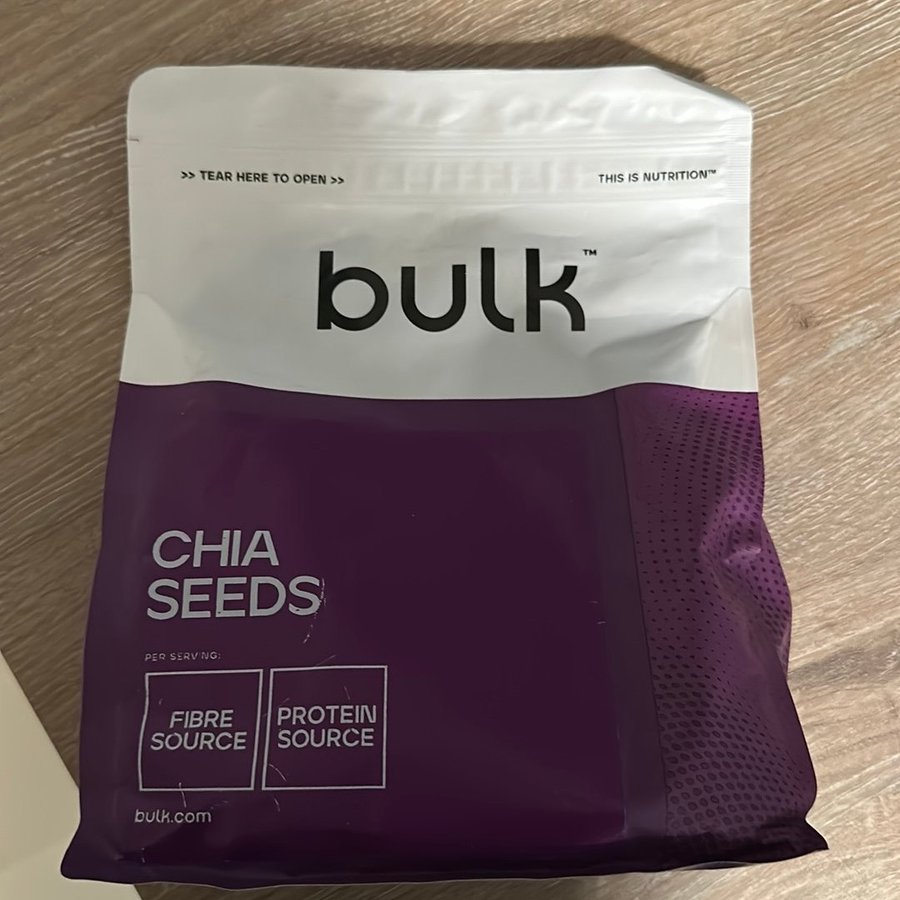 >> TEAR HERE TO OPEN >>
THIS IS NUTRITION™
bulk™
CHIA
SEEDS
PER SERVING:
FIBRE
SOURCE
PROTEIN
SOURCE
bulk.com